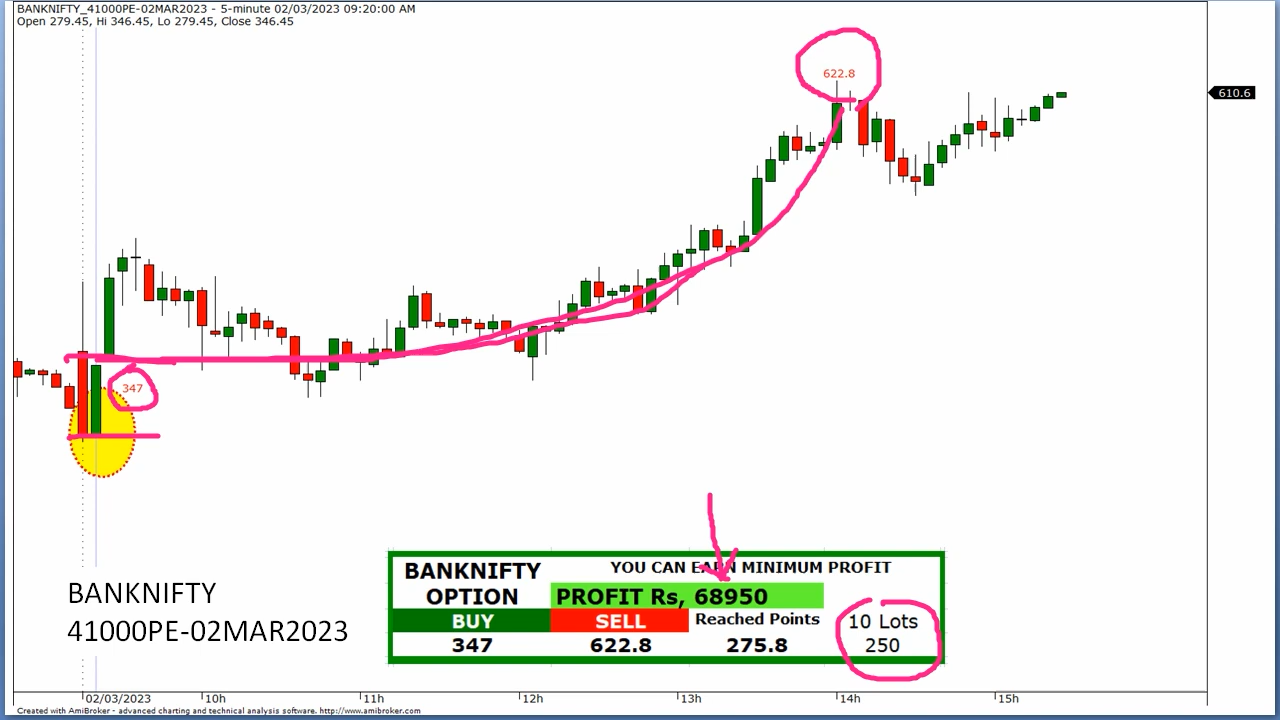 BANKNIFTY_41000PE-02MAR2023 - 5-minute 02/03/2023 09:20:00 AM
Open 279.45, Hi 346.45, Lo 279.45, Close 346.45
622.8
610.6
347
BANKNIFTY
41000PE-02MAR2023
BANKNIFTY
OPTION
YOU CAN EARN MINIMUM PROFIT
PROFIT Rs, 68950
BUY
SELL
Reached Points
10 Lots
347
622.8
275.8
250
02/03/2023
10h
11h
12h
13h
14h
15h
Created with AmiBroker - advanced charting and technical analysis software. http://www.amibroker.com